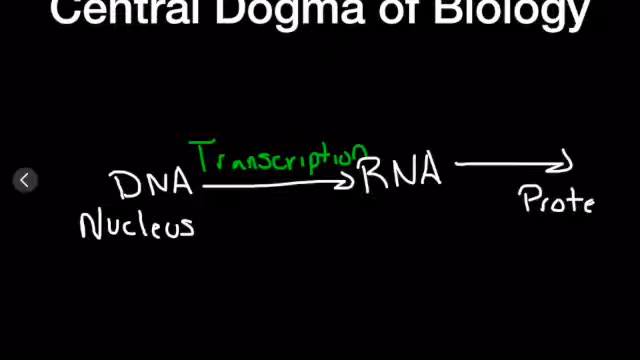 Central Dogma of Biology
Transcription
DNA → RNA →
Nucleus Prote